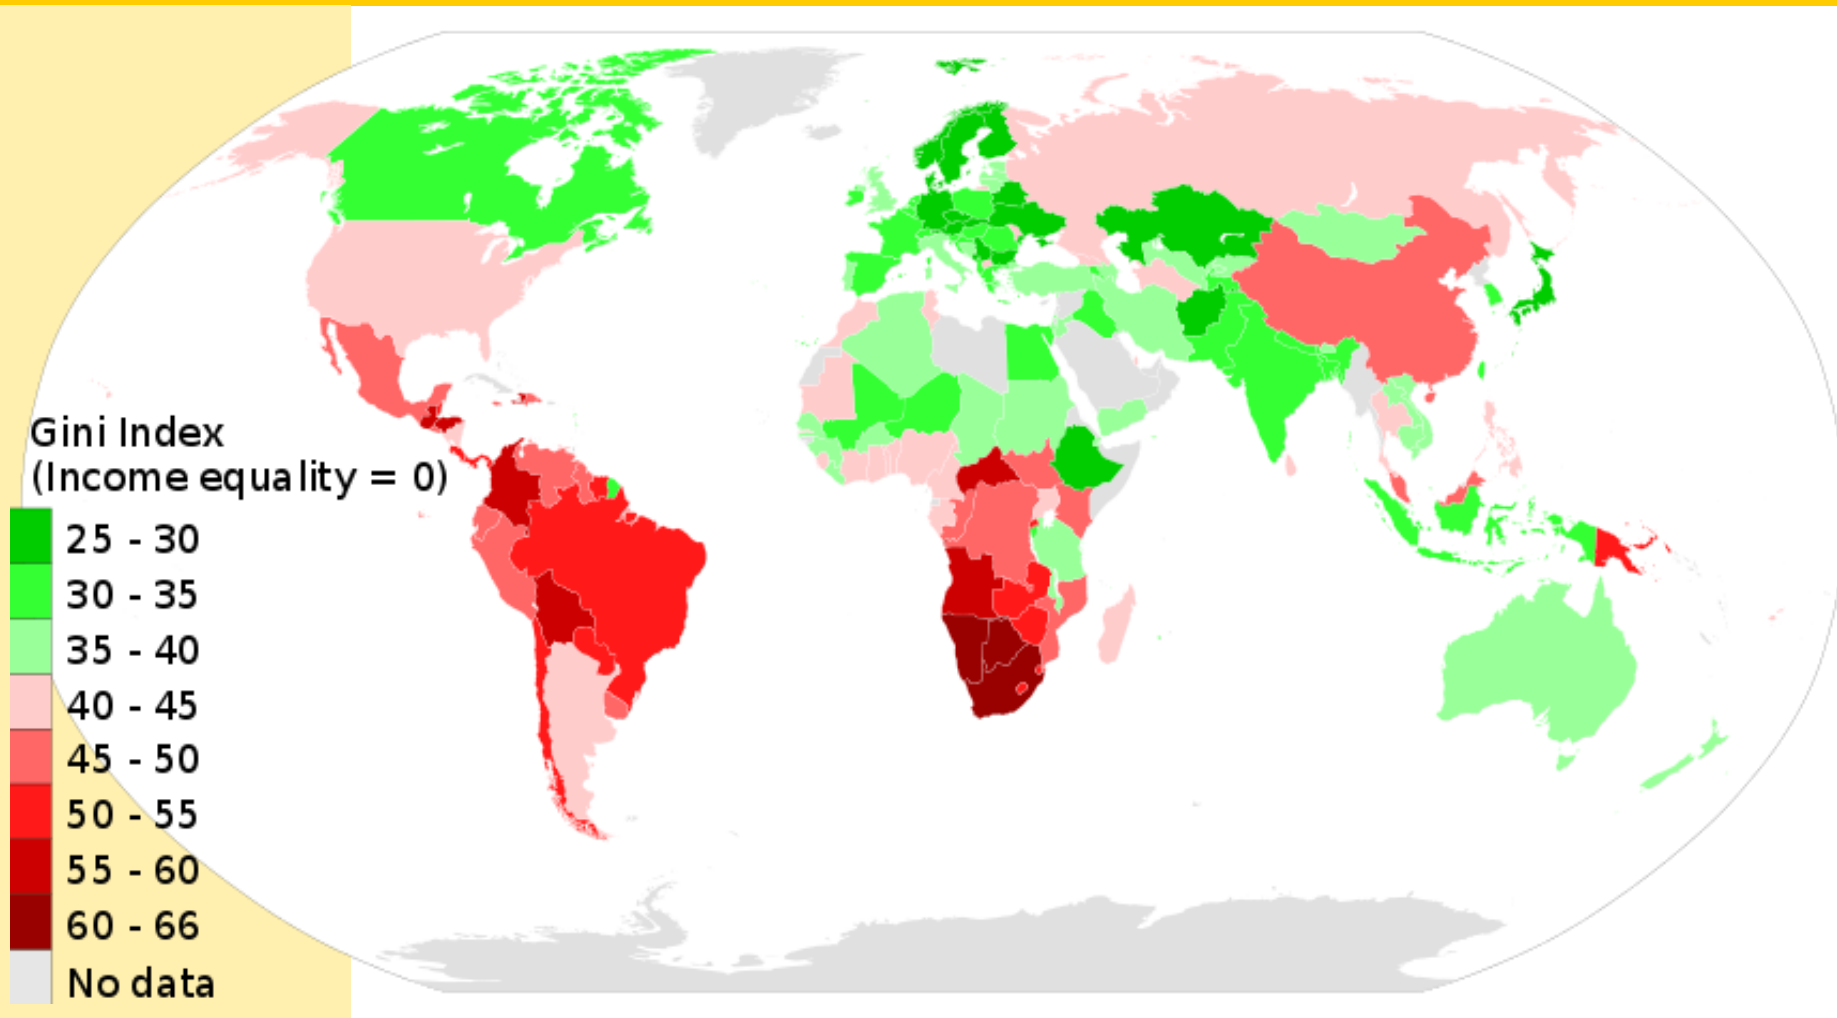 Gini Index
(Income equality = 0)
25 - 30
30 - 35
35 - 40
40 - 45
45 - 50
50 - 55
55 - 60
60 - 66
No data